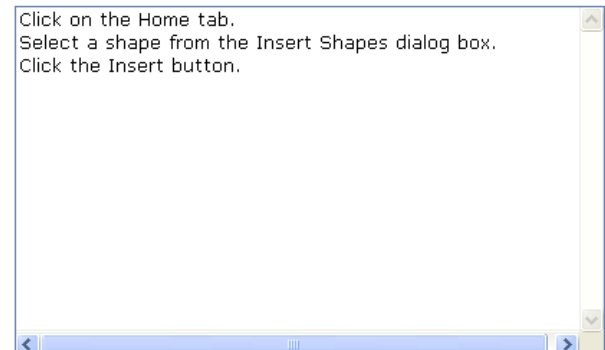 Click on the Home tab.
Select a shape from the Insert Shapes dialog box.
Click the Insert button.